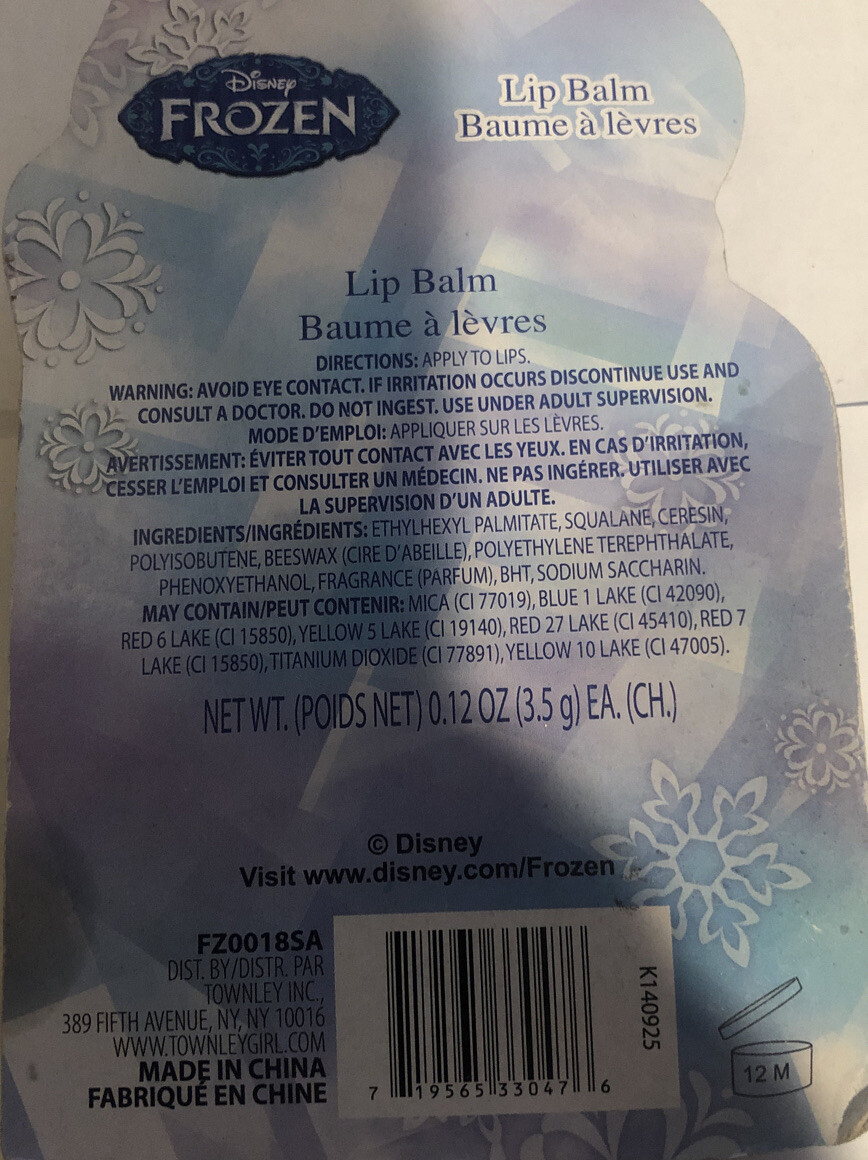 Disney
FROZEN
Lip Balm
Baume à lèvres
Lip Balm
Baume à lèvres
DIRECTIONS: APPLY TO LIPS.
WARNING: AVOID EYE CONTACT. IF IRRITATION OCCURS DISCONTINUE USE AND
CONSULT A DOCTOR. DO NOT INGEST. USE UNDER ADULT SUPERVISION.
MODE D'EMPLOI: APPLIQUER SUR LES LÈVRES.
AVERTISSEMENT: ÉVITER TOUT CONTACT AVEC LES YEUX. EN CAS D'IRRITATION,
CESSER L'EMPLOI ET CONSULTER UN MÉDECIN. NE PAS INGÉRER. UTILISER AVEC
LA SUPERVISION D'UN ADULTE.
INGREDIENTS/INGRÉDIENTS: ETHYLHEXYL PALMITATE, SQUALANE, CERESIN,
POLYISOBUTENE, BEESWAX (CIRE D'ABEILLE), POLYETHYLENE TEREPHTHALATE,
PHENOXYETHANOL, FRAGRANCE (PARFUM), BHT, SODIUM SACCHARIN.
MAY CONTAIN/PEUT CONTENIR: MICA (CI 77019), BLUE 1 LAKE (CI 42090),
RED 6 LAKE (CI 15850), YELLOW 5 LAKE (CI 19140), RED 27 LAKE (CI 45410), RED 7
LAKE (CI 15850), TITANIUM DIOXIDE (CI 77891), YELLOW 10 LAKE (CI 47005).
NET WT. (POIDS NET) 0.12 OZ (3.5 g) EA. (CH.)
© Disney
Visit www.disney.com/Frozen
FZ0018SA
DIST. BY/DISTR. PAR
TOWNLEY INC.,
389 FIFTH AVENUE, NY, NY 10016
WWW.TOWNLEYGIRL.COM
MADE IN CHINA
FABRIQUÉ EN CHINE
7 19565 33047 6
K140925
12 M